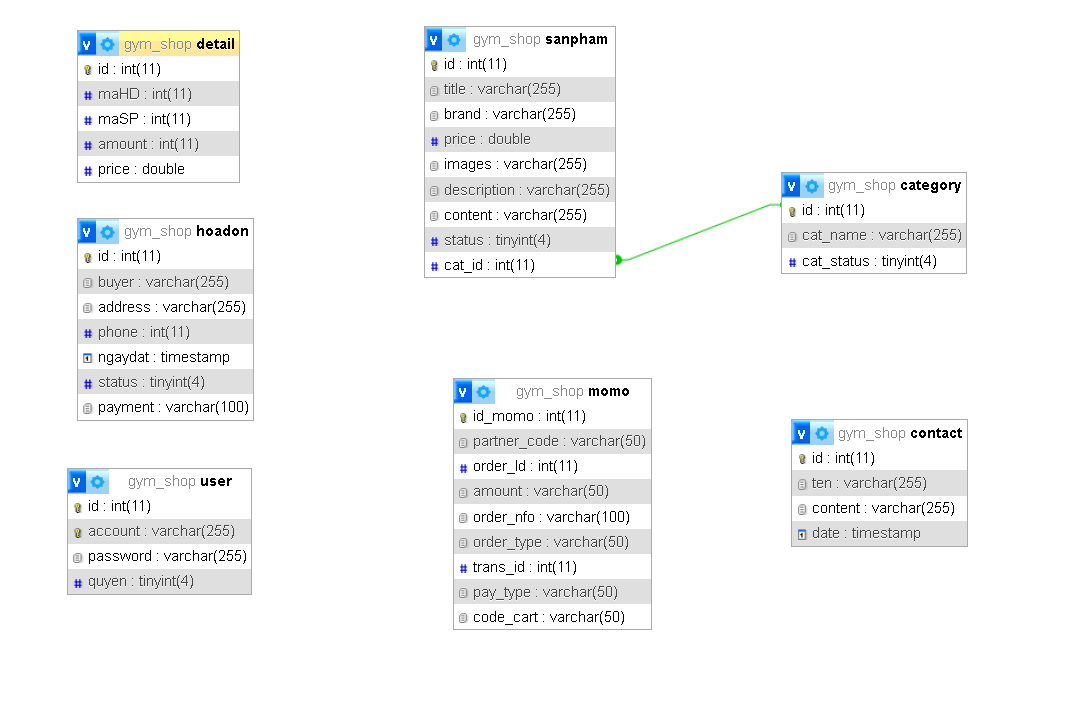 v gym_shop detail
id : int(11)
maHD : int(11)
maSP : int(11)
amount : int(11)
price : double
v gym_shop hoadon
id : int(11)
buyer : varchar(255)
address : varchar(255)
phone : int(11)
ngaydat : timestamp
status : tinyint(4)
payment : varchar(100)
v gym_shop user
id : int(11)
account : varchar(255)
password : varchar(255)
quyen : tinyint(4)
v gym_shop sanpham
id : int(11)
title : varchar(255)
brand : varchar(255)
price : double
images : varchar(255)
description : varchar(255)
content : varchar(255)
status : tinyint(4)
cat_id : int(11)
v gym_shop momo
id_momo : int(11)
partner_code : varchar(50)
order_Id : int(11)
amount : varchar(50)
order_nfo : varchar(100)
order_type : varchar(50)
trans_id : int(11)
pay_type : varchar(50)
code_cart : varchar(50)
v gym_shop category
id : int(11)
cat_name : varchar(255)
cat_status : tinyint(4)
v gym_shop contact
id : int(11)
ten : varchar(255)
content : varchar(255)
date : timestamp